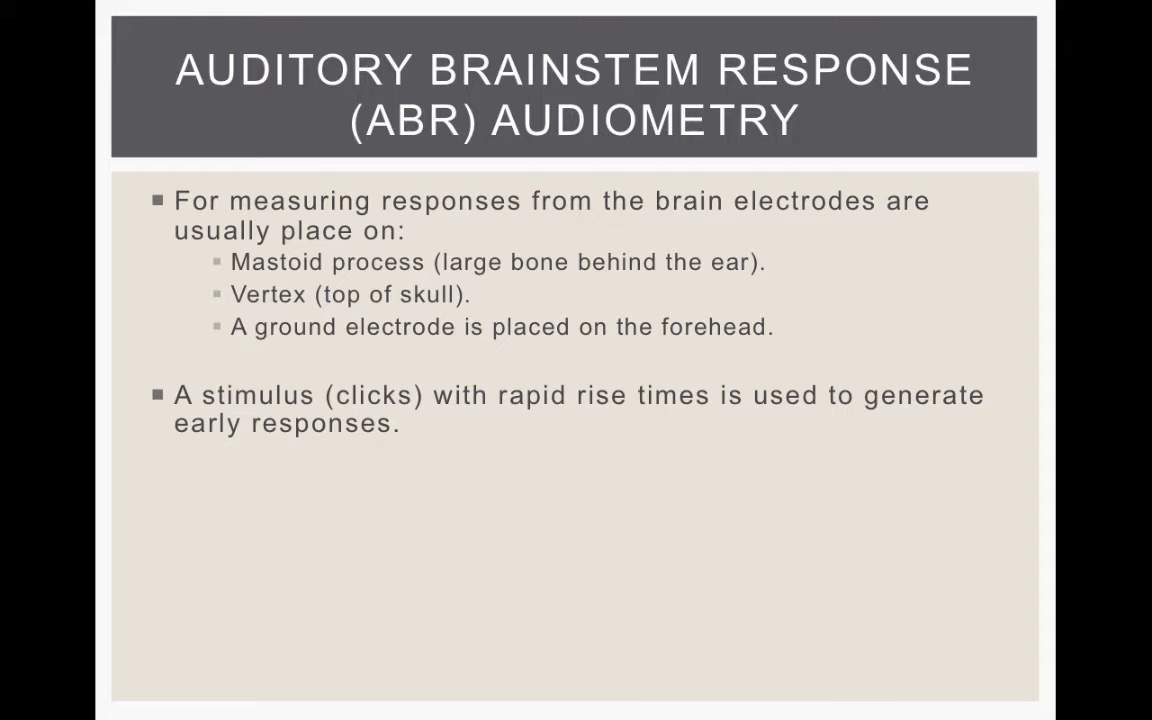 AUDITORY BRAINSTEM RESPONSE
(ABR) AUDIOMETRY
For measuring responses from the brain electrodes are
usually place on:
Mastoid process (large bone behind the ear).
Vertex (top of skull).
A ground electrode is placed on the forehead.
A stimulus (clicks) with rapid rise times is used to generate
early responses.